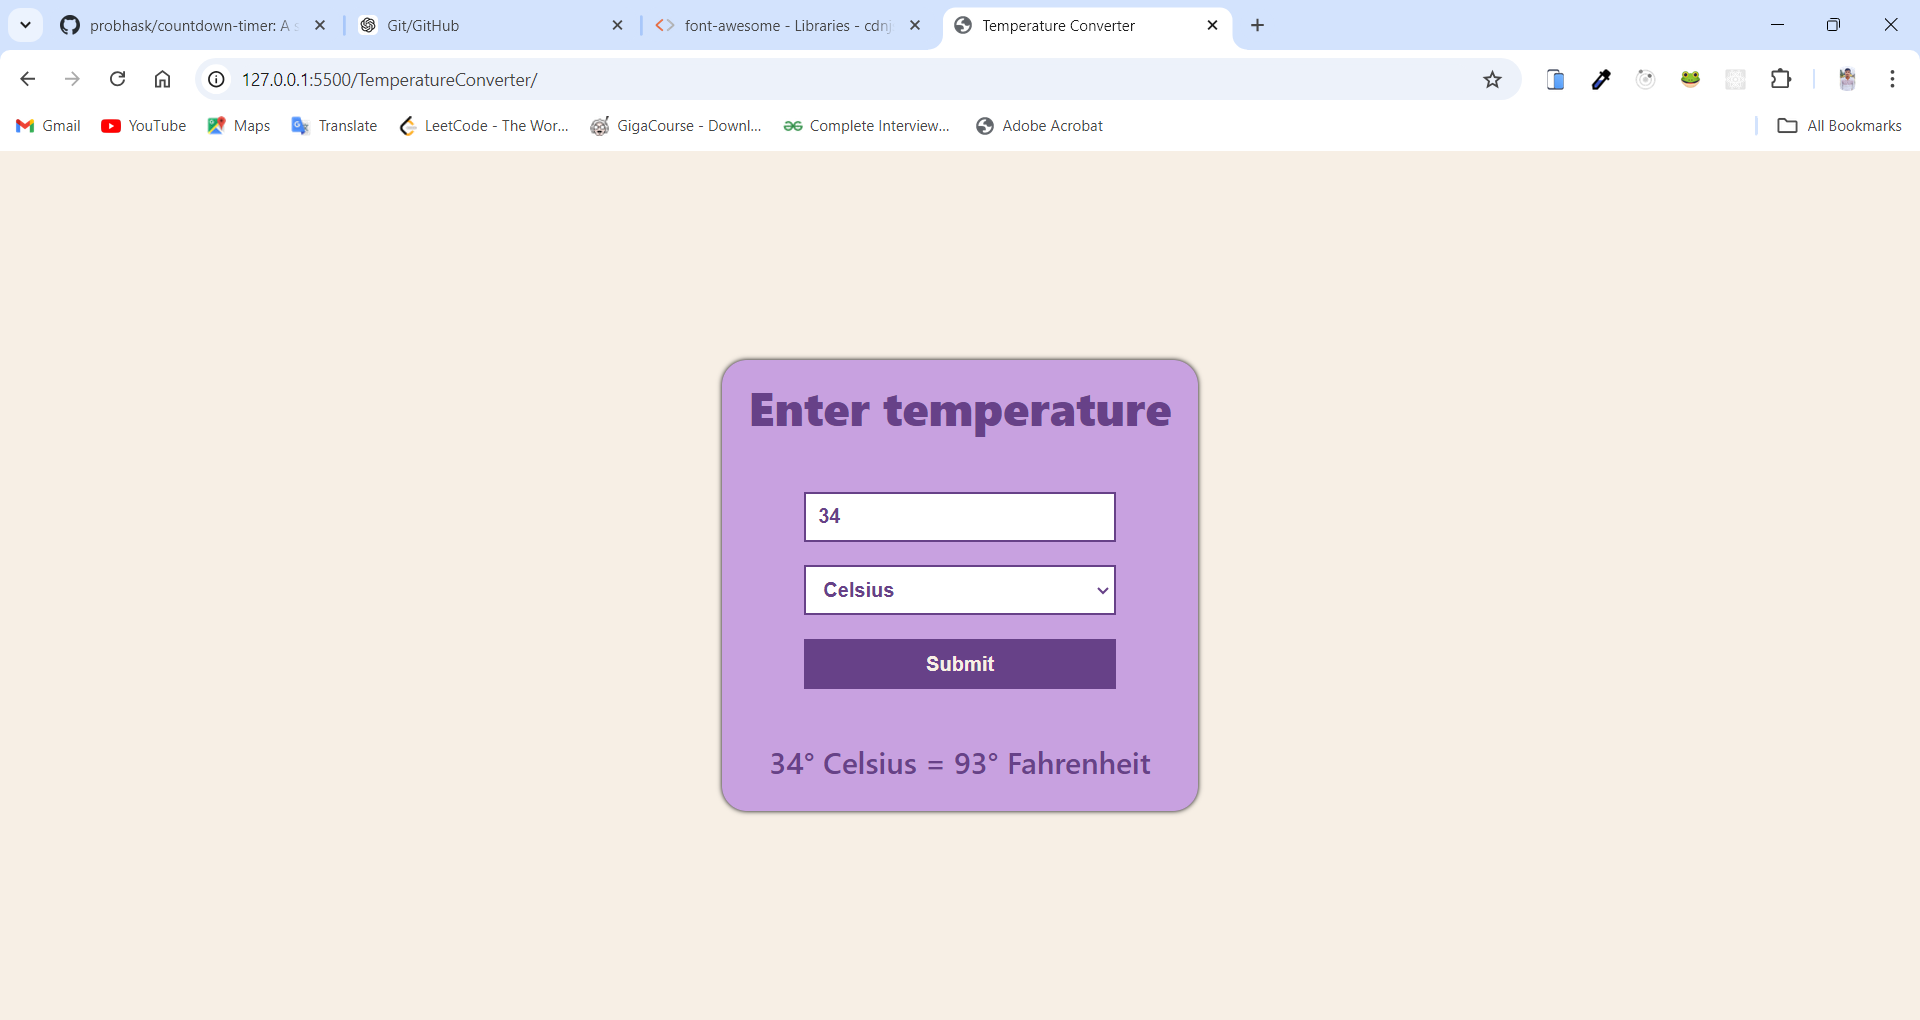 probhask/countdown-timer: A s
Git/GitHub
font-awesome - Libraries - cdnj
Temperature Converter
127.0.0.1:5500/TemperatureConverter/
Gmail
YouTube
Maps
Translate
LeetCode - The Wor...
GigaCourse - Downl...
Complete Interview...
Adobe Acrobat
All Bookmarks
Enter temperature
34
Celsius
Submit
34° Celsius = 93° Fahrenheit